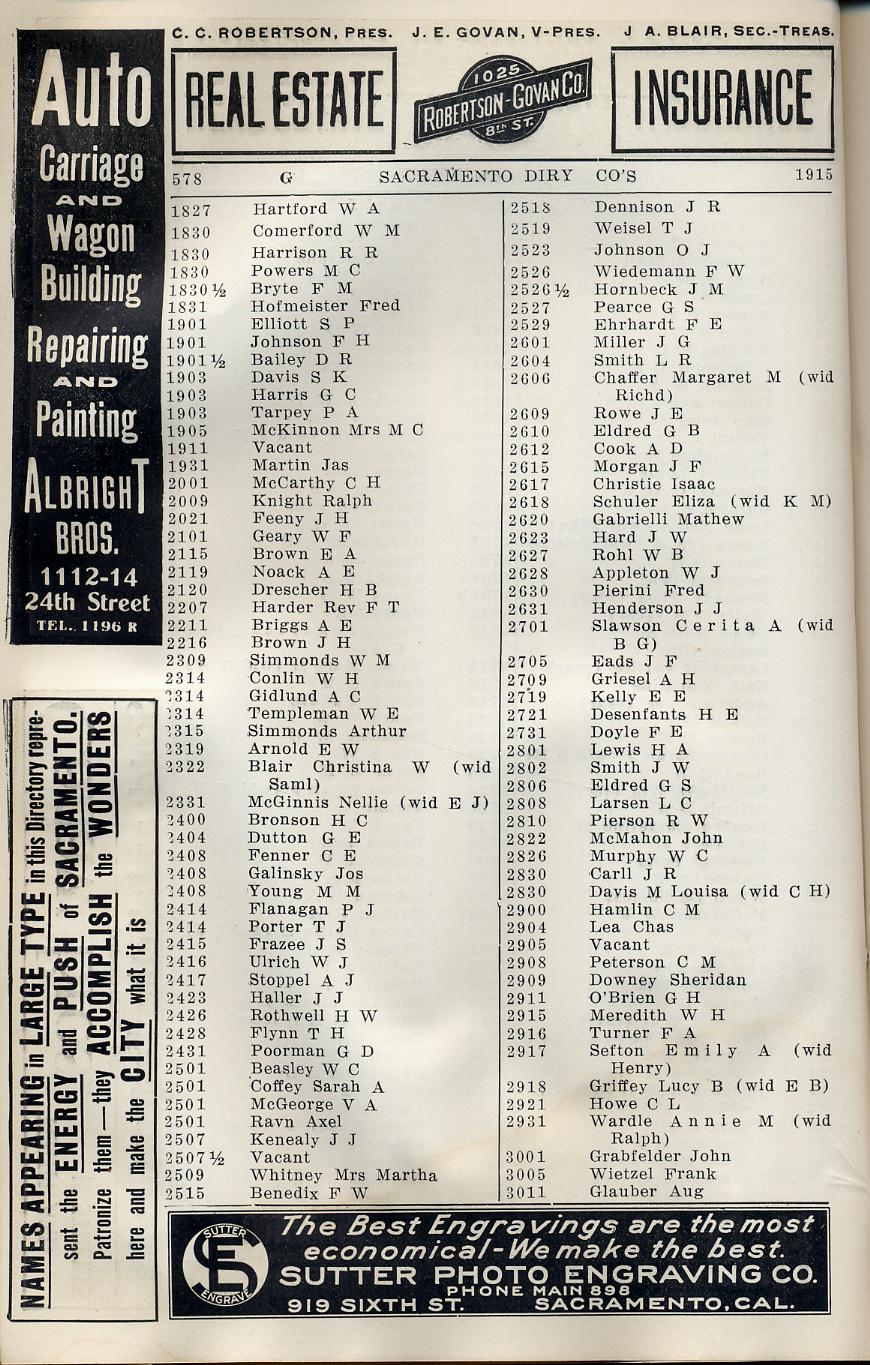 C. C. ROBERTSON, PRES. J. E. GOVAN, V-PRES. J A. BLAIR, SEC.-TREAS.
REAL ESTATE
1025
ROBERTSON-GOVAN CO.
8th ST.
INSURANCE
578 G SACRAMENTO DIRY CO'S 1915
Auto
Carriage
AND
Wagon
Building
Repairing
AND
Painting
ALBRIGHT
BROS.
1112-14
24th Street
TEL. 1196 R
NAMES APPEARING in LARGE TYPE in this Directory repre-
sent the ENERGY and PUSH of SACRAMENTO.
Patronize them — they ACCOMPLISH the WONDERS
here and make the CITY what it is
1827 Hartford W A
1830 Comerford W M
1830 Harrison R R
1830 Powers M C
1830½ Bryte F M
1831 Hofmeister Fred
1901 Elliott S P
1901 Johnson F H
1901½ Bailey D R
1903 Davis S K
1903 Harris G C
1903 Tarpey P A
1905 McKinnon Mrs M C
1911 Vacant
1931 Martin Jas
2001 McCarthy C H
2009 Knight Ralph
2021 Feeny J H
2101 Geary W F
2115 Brown E A
2119 Noack A E
2120 Drescher H B
2207 Harder Rev F T
2211 Briggs A E
2216 Brown J H
2309 Simmonds W M
2314 Conlin W H
2314 Gidlund A C
2314 Templeman W E
2315 Simmonds Arthur
2319 Arnold E W
2322 Blair Christina W (wid
Saml)
2331 McGinnis Nellie (wid E J)
2400 Bronson H C
2404 Dutton G E
2408 Fenner C E
2408 Galinsky Jos
2408 Young M M
2414 Flanagan P J
2414 Porter T J
2415 Frazee J S
2416 Ulrich W J
2417 Stoppel A J
2423 Haller J J
2426 Rothwell H W
2428 Flynn T H
2431 Poorman G D
2501 Beasley W C
2501 Coffey Sarah A
2501 McGeorge V A
2501 Ravn Axel
2507 Kenealy J J
2507½ Vacant
2509 Whitney Mrs Martha
2515 Benedix F W
2518 Dennison J R
2519 Weisel T J
2523 Johnson O J
2526 Wiedemann F W
2526½ Hornbeck J M
2527 Pearce G S
2529 Ehrhardt F E
2601 Miller J G
2604 Smith L R
2606 Chaffer Margaret M (wid
Richd)
2609 Rowe J E
2610 Eldred G B
2612 Cook A D
2615 Morgan J F
2617 Christie Isaac
2618 Schuler Eliza (wid K M)
2620 Gabrielli Mathew
2623 Hard J W
2627 Rohl W B
2628 Appleton W J
2630 Pierini Fred
2631 Henderson J J
2701 Slawson Cerita A (wid
B G)
2705 Eads J F
2709 Griesel A H
2719 Kelly E E
2721 Desenfants H E
2731 Doyle F E
2801 Lewis H A
2802 Smith J W
2806 Eldred G S
2808 Larsen L C
2810 Pierson R W
2822 McMahon John
2826 Murphy W C
2830 Carll J R
2830 Davis M Louisa (wid C H)
2900 Hamlin C M
2904 Lea Chas
2905 Vacant
2908 Peterson C M
2909 Downey Sheridan
2911 O'Brien G H
2915 Meredith W H
2916 Turner F A
2917 Sefton Emily A (wid
Henry)
2918 Griffey Lucy B (wid E B)
2921 Howe C L
2931 Wardle Annie M (wid
Ralph)
3001 Grabfelder John
3005 Wietzel Frank
3011 Glauber Aug
SUTTER
SE
ENGRAVE
The Best Engravings are the most
economical - We make the best.
SUTTER PHOTO ENGRAVING CO.
PHONE MAIN 898
919 SIXTH ST. SACRAMENTO, CAL.